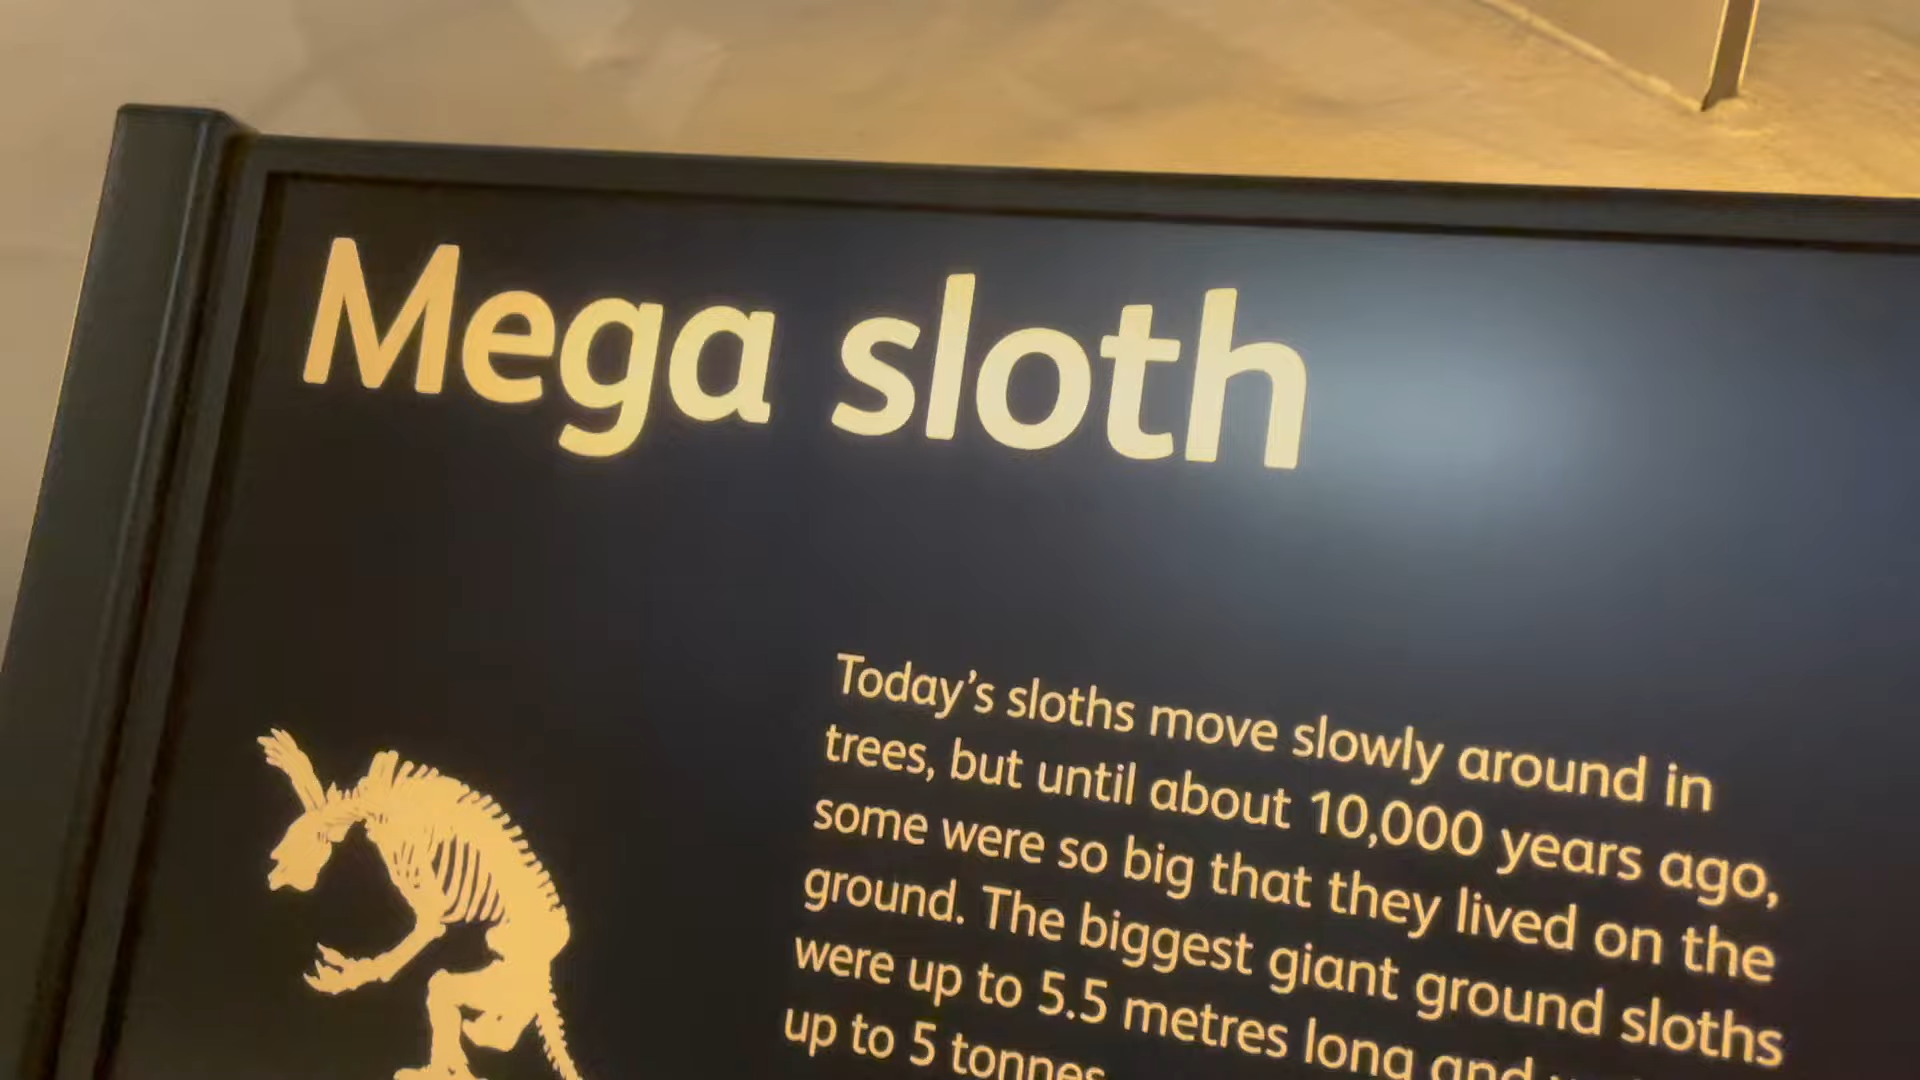 Mega sloth
Today's sloths move slowly around in
trees, but until about 10,000 years ago,
some were so big that they lived on the
ground. The biggest giant ground sloths
were up to 5.5 metres long and
up to 5 tonnes